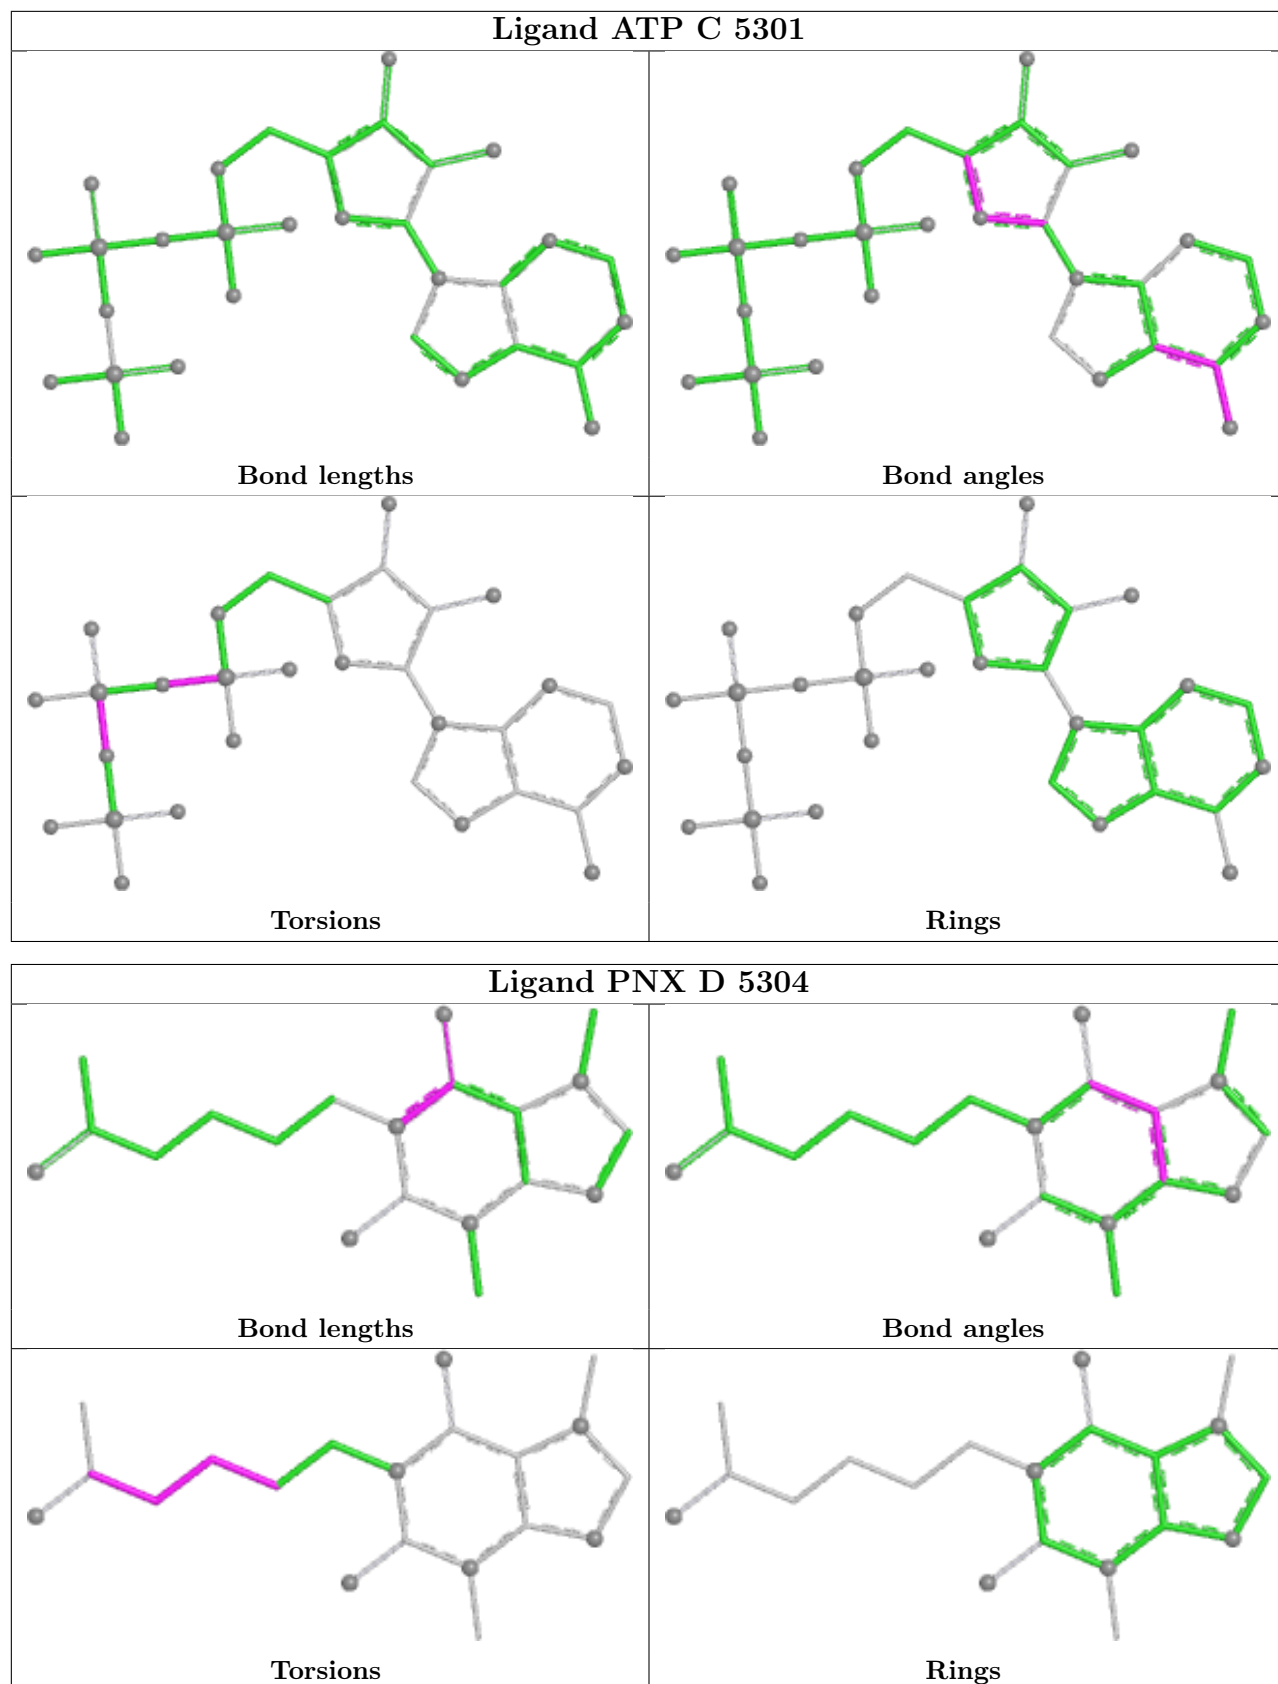 Ligand ATP C 5301
Bond lengths
Bond angles
Torsions
Rings
Ligand PNX D 5304
Bond lengths
Bond angles
Torsions
Rings